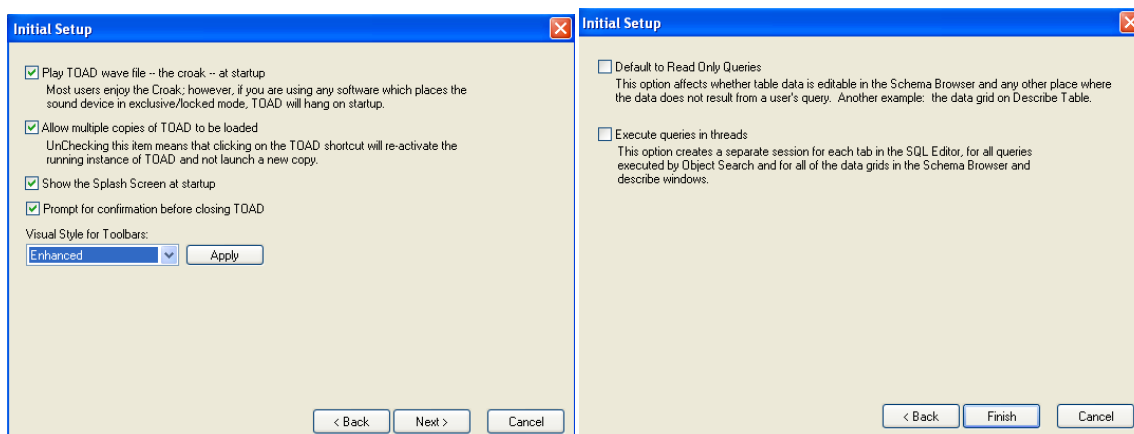 Initial Setup
Play TOAD wave file -- the croak -- at startup
Most users enjoy the Croak; however, if you are using any software which places the
sound device in exclusive/locked mode, TOAD will hang on startup.
Allow multiple copies of TOAD to be loaded
UnChecking this item means that clicking on the TOAD shortcut will re-activate the
running instance of TOAD and not launch a new copy.
Show the Splash Screen at startup
Prompt for confirmation before closing TOAD
Visual Style for Toolbars:
Enhanced
Apply
< Back
Next >
Cancel
Initial Setup
Default to Read Only Queries
This option affects whether table data is editable in the Schema Browser and any other place where
the data does not result from a user's query. Another example: the data grid on Describe Table.
Execute queries in threads
This option creates a separate session for each tab in the SQL Editor, for all queries
executed by Object Search and for all of the data grids in the Schema Browser and
describe windows.
< Back
Finish
Cancel